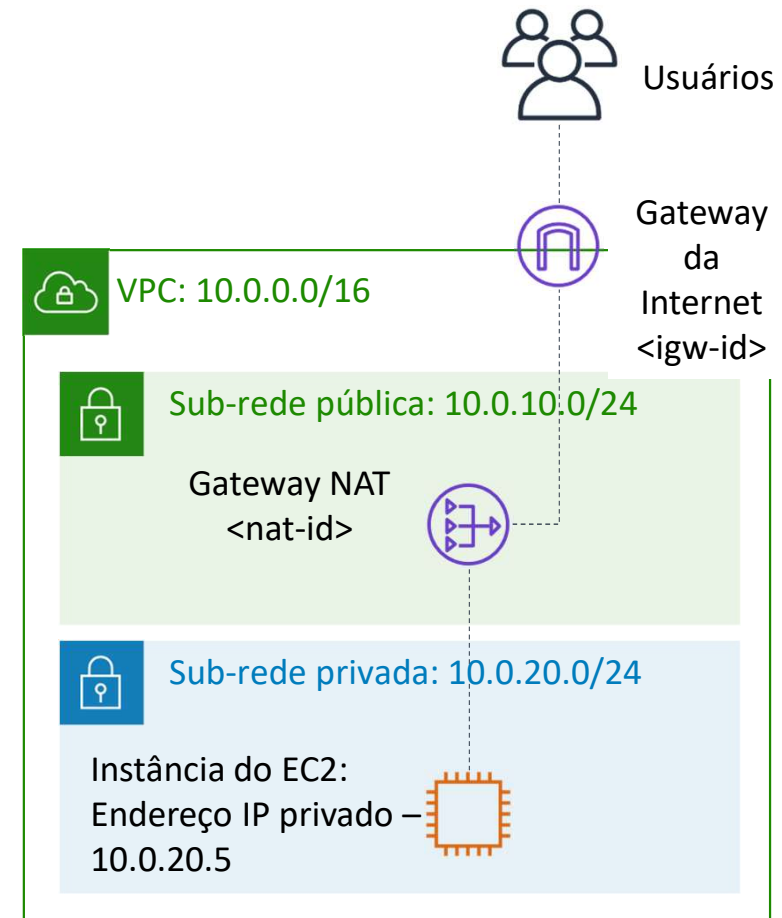 Usuários
Gateway
da
Internet
<igw-id>
VPC: 10.0.0.0/16
Sub-rede pública: 10.0.10.0/24
Gateway NAT
<nat-id>
Sub-rede privada: 10.0.20.0/24
Instância do EC2:
Endereço IP privado –
10.0.20.5